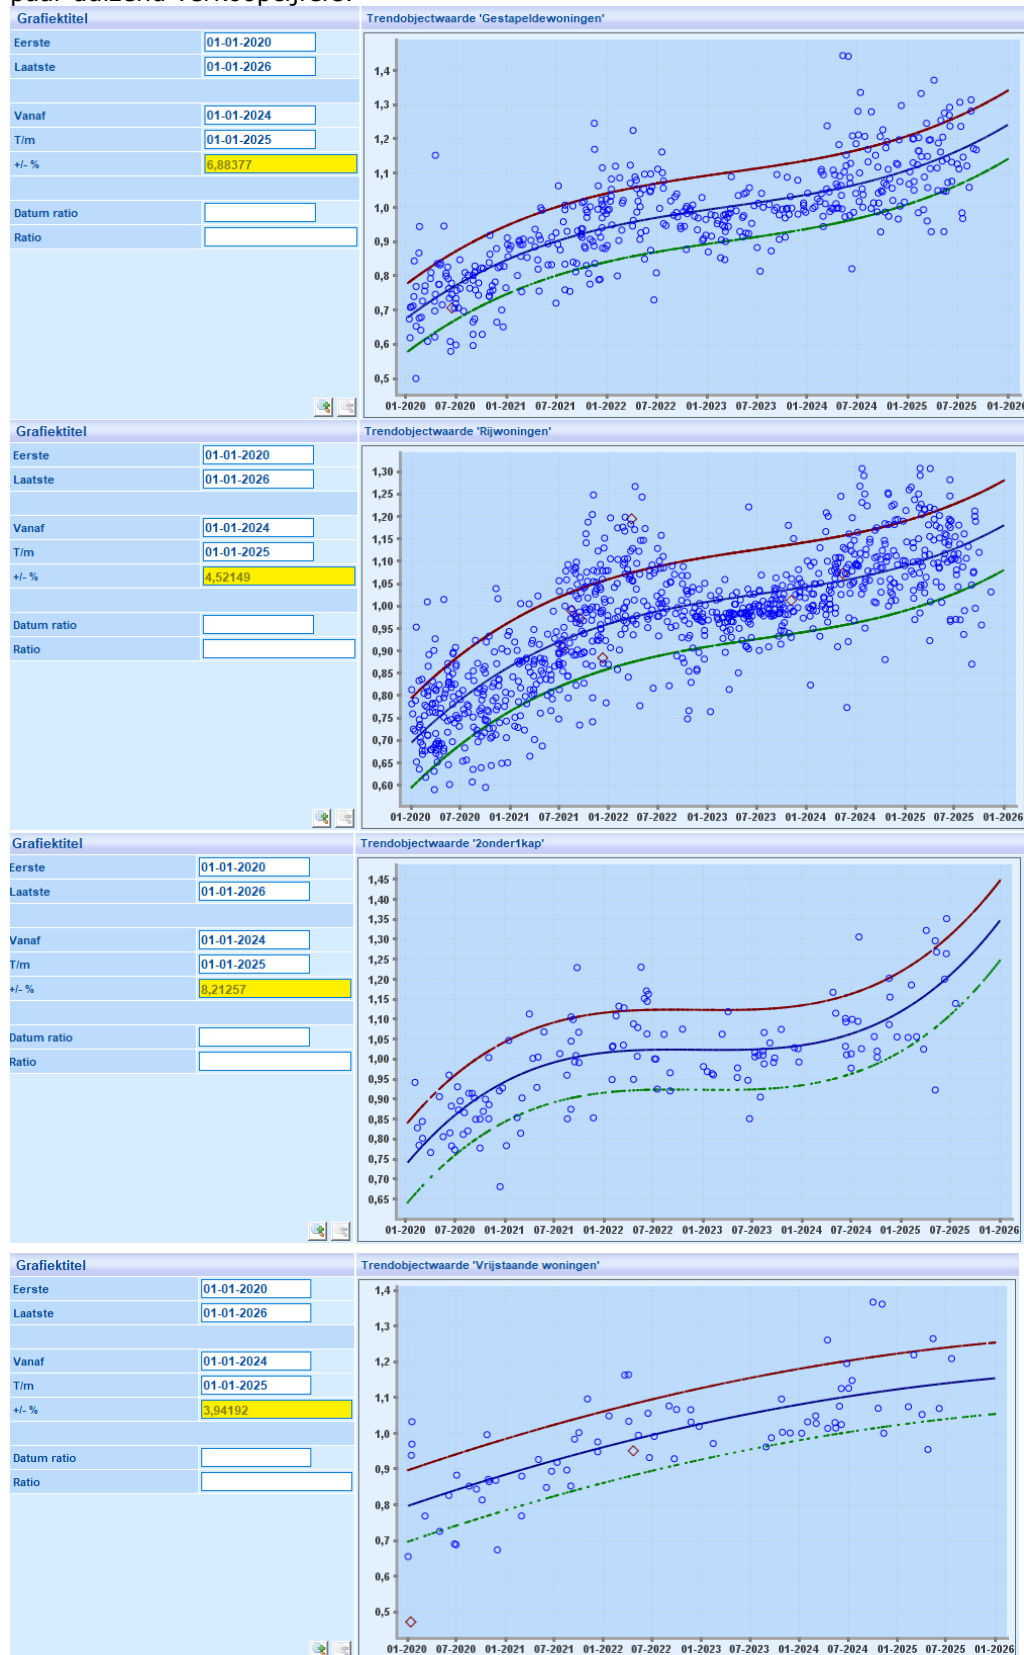 paar duizend verkoopcijfers.
Grafiektitel
Trendobjectwaarde 'Gestapeldewoningen'
Eerste 01-01-2020
Laatste 01-01-2026
Vanaf 01-01-2024
T/m 01-01-2025
+/- % 6,88377
Datum ratio
Ratio
1,4
1,3
1,2
1,1
1,0
0,9
0,8
0,7
0,6
0,5
01-2020 07-2020 01-2021 07-2021 01-2022 07-2022 01-2023 07-2023 01-2024 07-2024 01-2025 07-2025 01-2026
Grafiektitel
Trendobjectwaarde 'Rijwoningen'
Eerste 01-01-2020
Laatste 01-01-2026
Vanaf 01-01-2024
T/m 01-01-2025
+/- % 4,52149
Datum ratio
Ratio
1,30
1,25
1,20
1,15
1,10
1,05
1,00
0,95
0,90
0,85
0,80
0,75
0,70
0,65
0,60
01-2020 07-2020 01-2021 07-2021 01-2022 07-2022 01-2023 07-2023 01-2024 07-2024 01-2025 07-2025 01-2026
Grafiektitel
Trendobjectwaarde '2onder1kap'
Eerste 01-01-2020
Laatste 01-01-2026
Vanaf 01-01-2024
T/m 01-01-2025
+/- % 8,21257
Datum ratio
Ratio
1,45
1,40
1,35
1,30
1,25
1,20
1,15
1,10
1,05
1,00
0,95
0,90
0,85
0,80
0,75
0,70
0,65
01-2020 07-2020 01-2021 07-2021 01-2022 07-2022 01-2023 07-2023 01-2024 07-2024 01-2025 07-2025 01-2026
Grafiektitel
Trendobjectwaarde 'Vrijstaande woningen'
Eerste 01-01-2020
Laatste 01-01-2026
Vanaf 01-01-2024
T/m 01-01-2025
+/- % 3,94192
Datum ratio
Ratio
1,4
1,3
1,2
1,1
1,0
0,9
0,8
0,7
0,6
0,5
01-2020 07-2020 01-2021 07-2021 01-2022 07-2022 01-2023 07-2023 01-2024 07-2024 01-2025 07-2025 01-2026